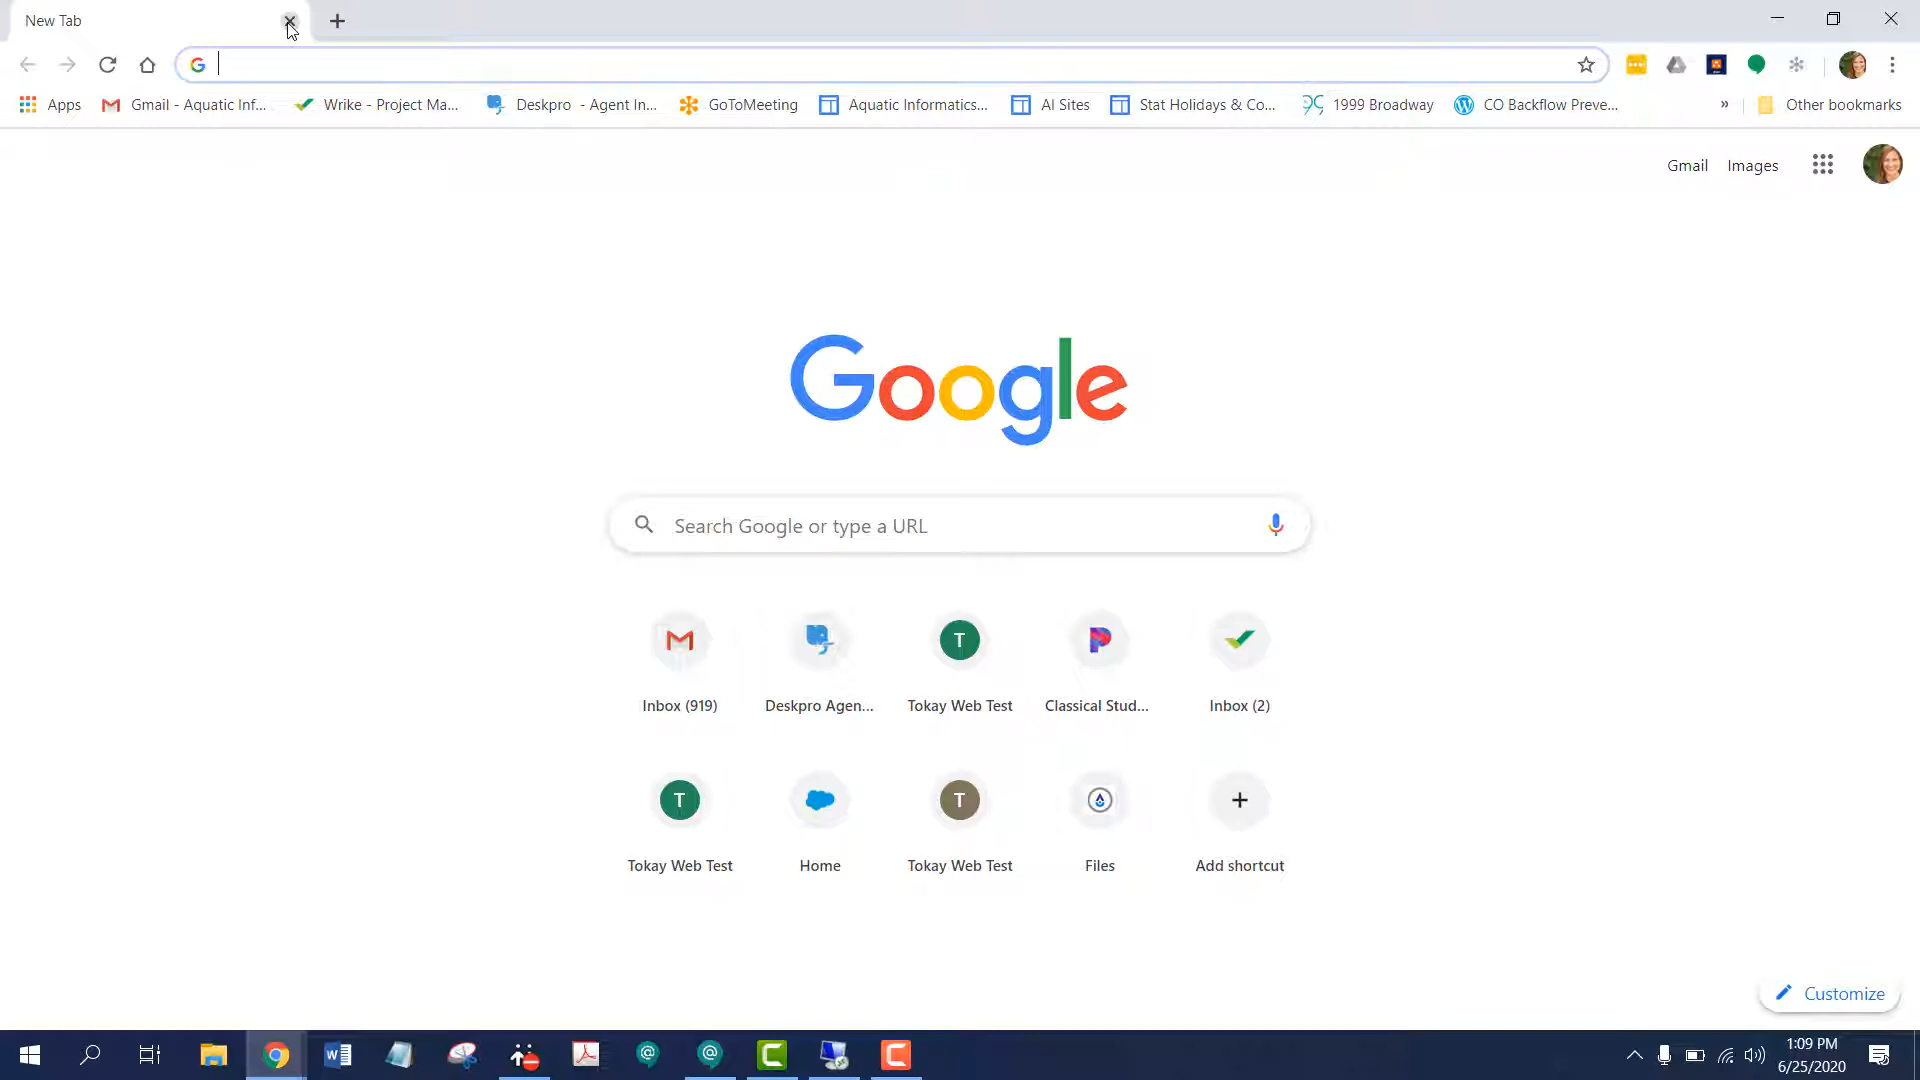 New Tab
Apps
Gmail - Aquatic Inf...
Wrike - Project Ma...
Deskpro - Agent In...
GoToMeeting
Aquatic Informatics...
AI Sites
Stat Holidays & Co...
1999 Broadway
CO Backflow Preve...
»
Other bookmarks
Gmail
Images
Google
Search Google or type a URL
Inbox (919)
Deskpro Agen...
T
Tokay Web Test
Classical Stud...
Inbox (2)
T
Tokay Web Test
Home
T
Tokay Web Test
Files
Add shortcut
Customize
1:09 PM
6/25/2020